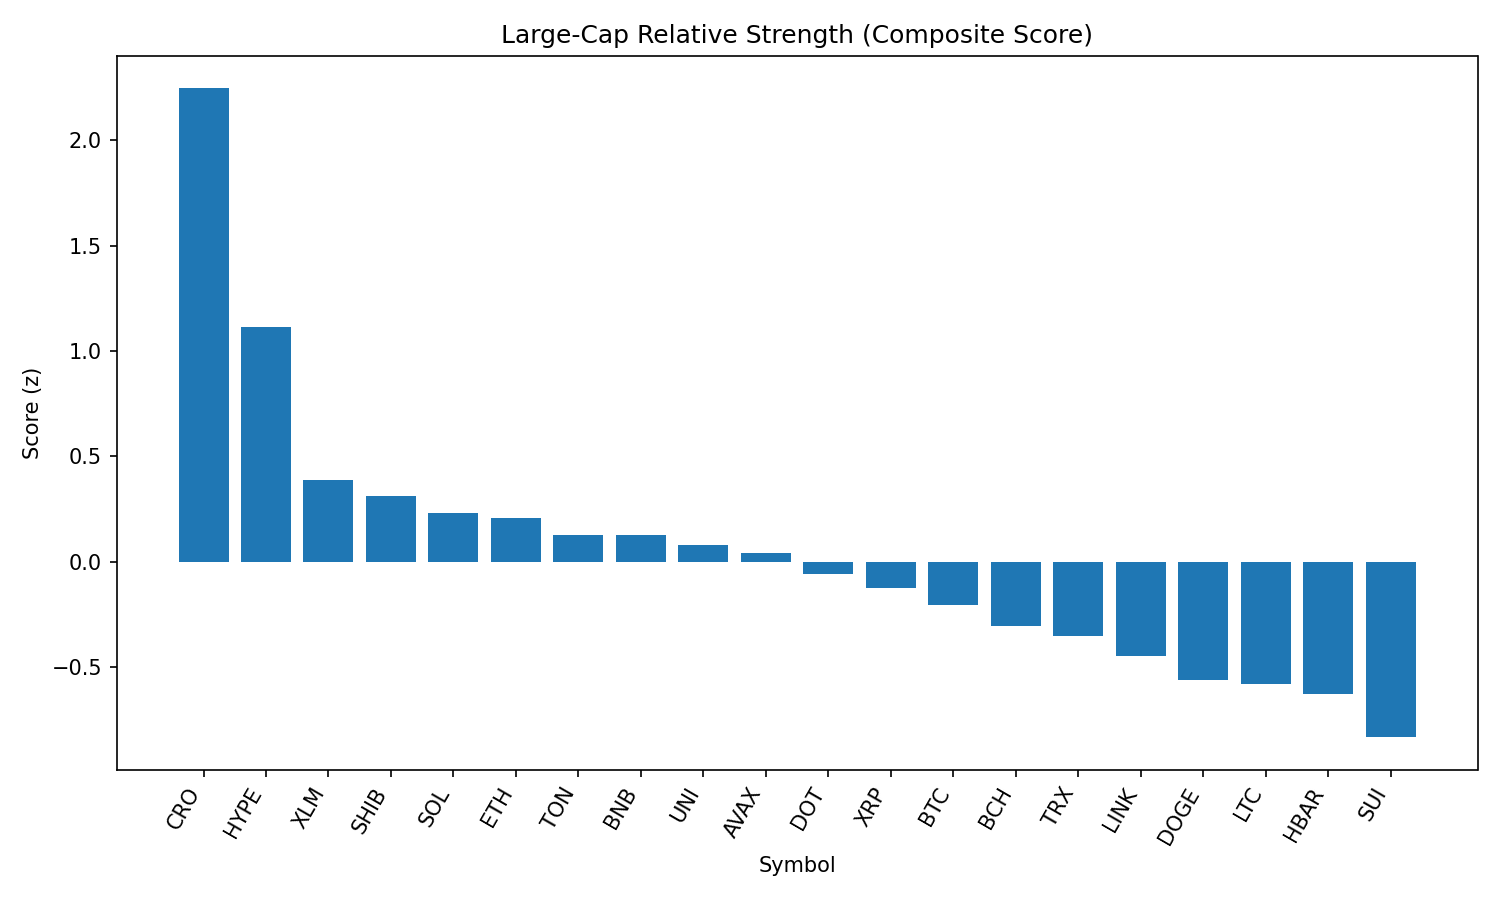 Large-Cap Relative Strength (Composite Score)
Score (z)
2.0
1.5
1.0
0.5
0.0
−0.5
CRO
HYPE
XLM
SHIB
SOL
ETH
TON
BNB
UNI
AVAX
DOT
XRP
BTC
BCH
TRX
LINK
DOGE
LTC
HBAR
SUI
Symbol